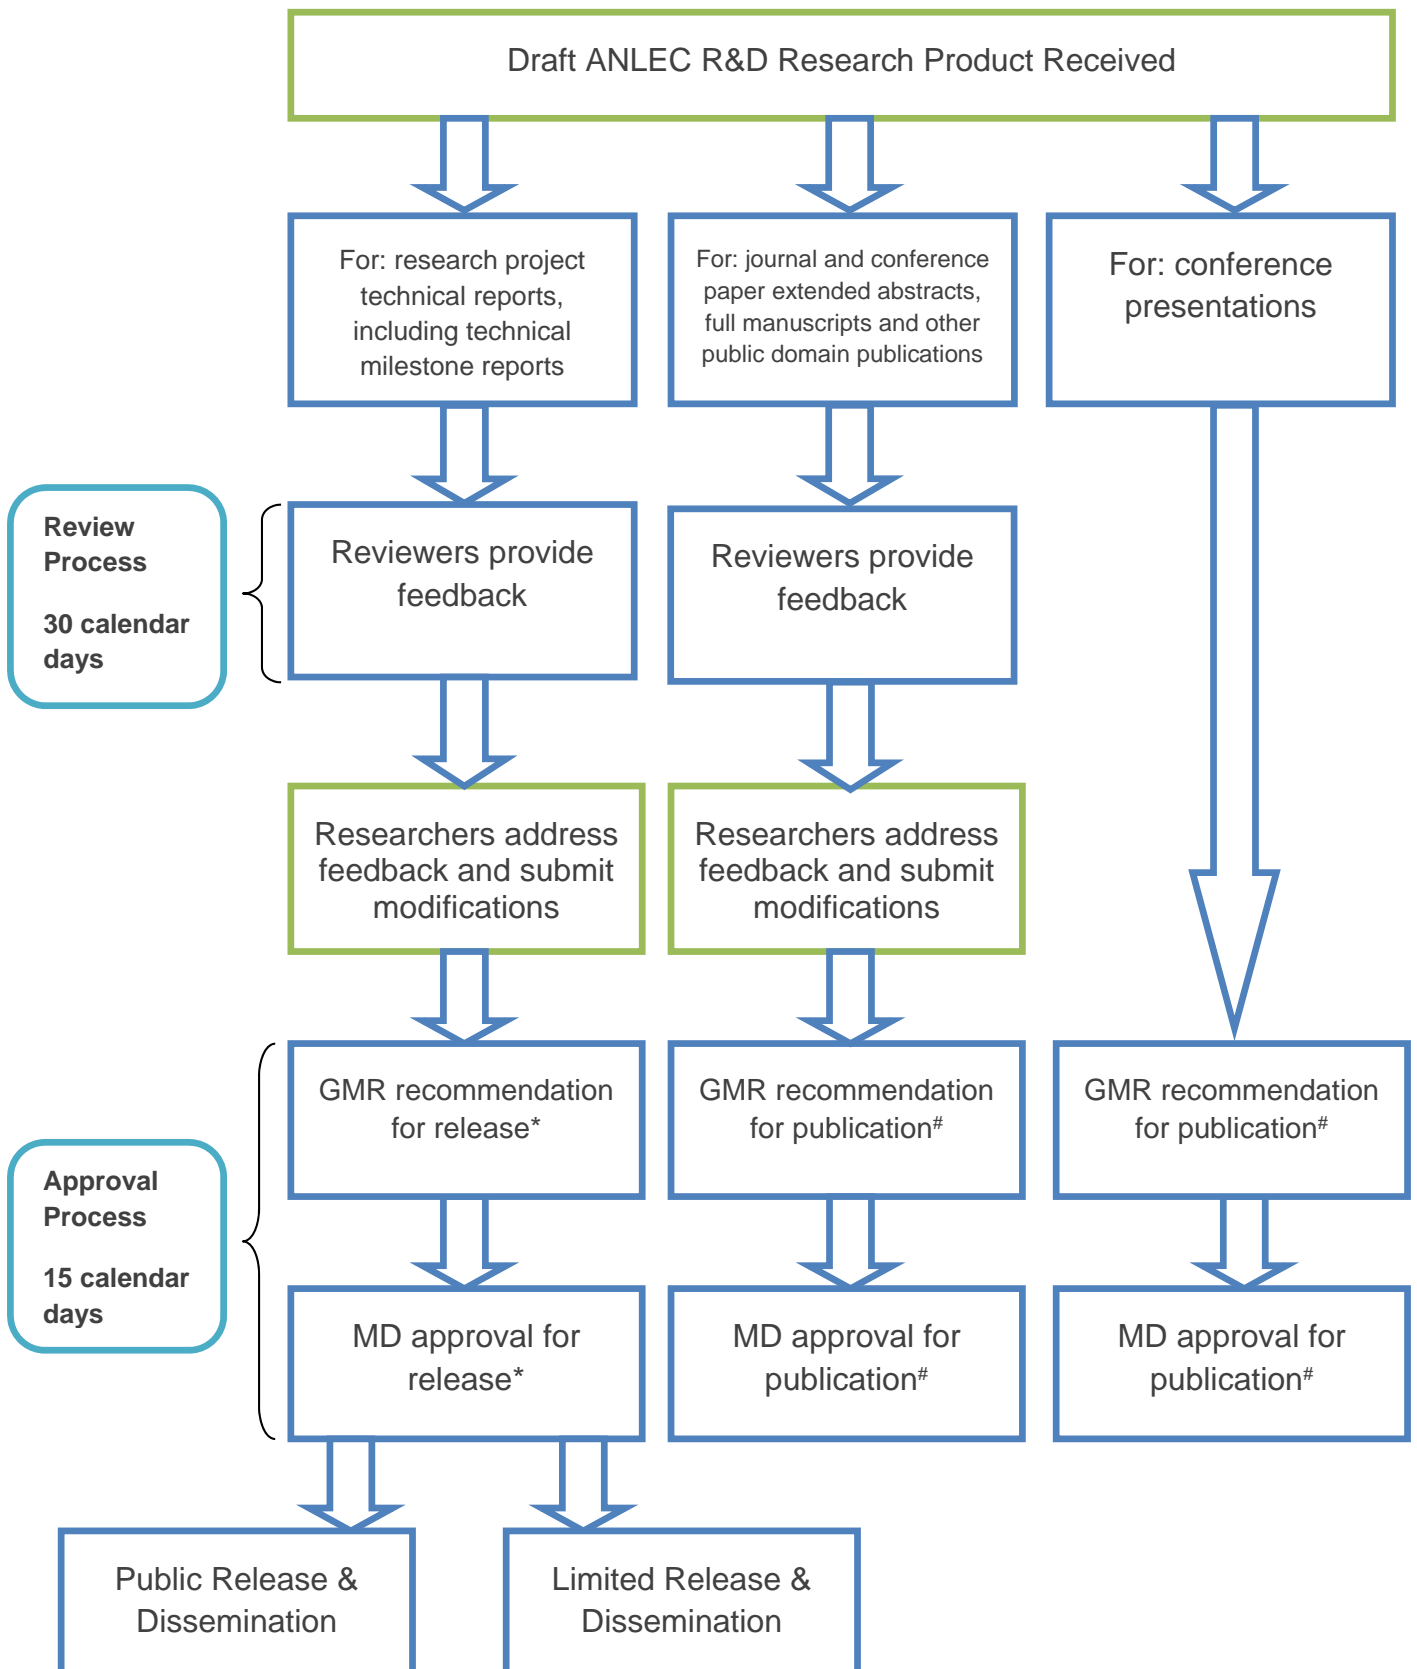 Draft ANLEC R&D Research Product Received
For: research project
technical reports,
including technical
milestone reports
For: journal and conference
paper extended abstracts,
full manuscripts and other
public domain publications
For: conference
presentations
Review
Process
30 calendar
days
Reviewers provide
feedback
Reviewers provide
feedback
Researchers address
feedback and submit
modifications
Researchers address
feedback and submit
modifications
GMR recommendation
for release*
GMR recommendation
for publication#
GMR recommendation
for publication#
Approval
Process
15 calendar
days
MD approval for
release*
MD approval for
publication#
MD approval for
publication#
Public Release &
Dissemination
Limited Release &
Dissemination